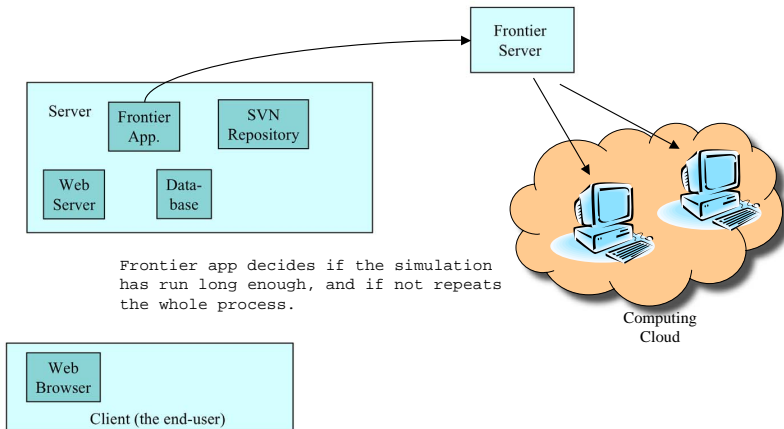 Frontier
Server
Server
Frontier
App.
SVN
Repository
Web
Server
Data-
base
Frontier app decides if the simulation
has run long enough, and if not repeats
the whole process.
Computing
Cloud
Web
Browser
Client (the end-user)